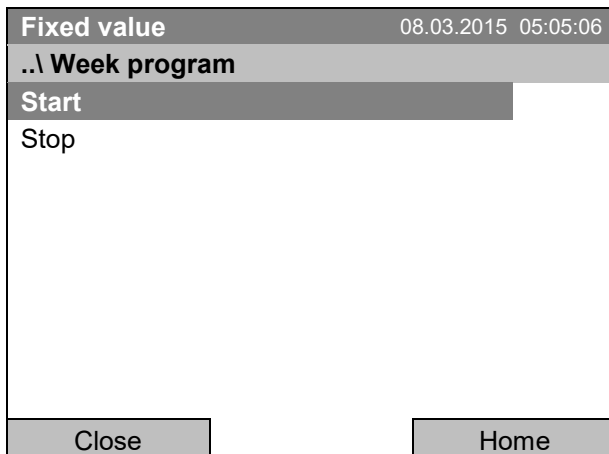 Fixed value 08.03.2015 05:05:06
..\ Week program
Start
Stop
Close Home